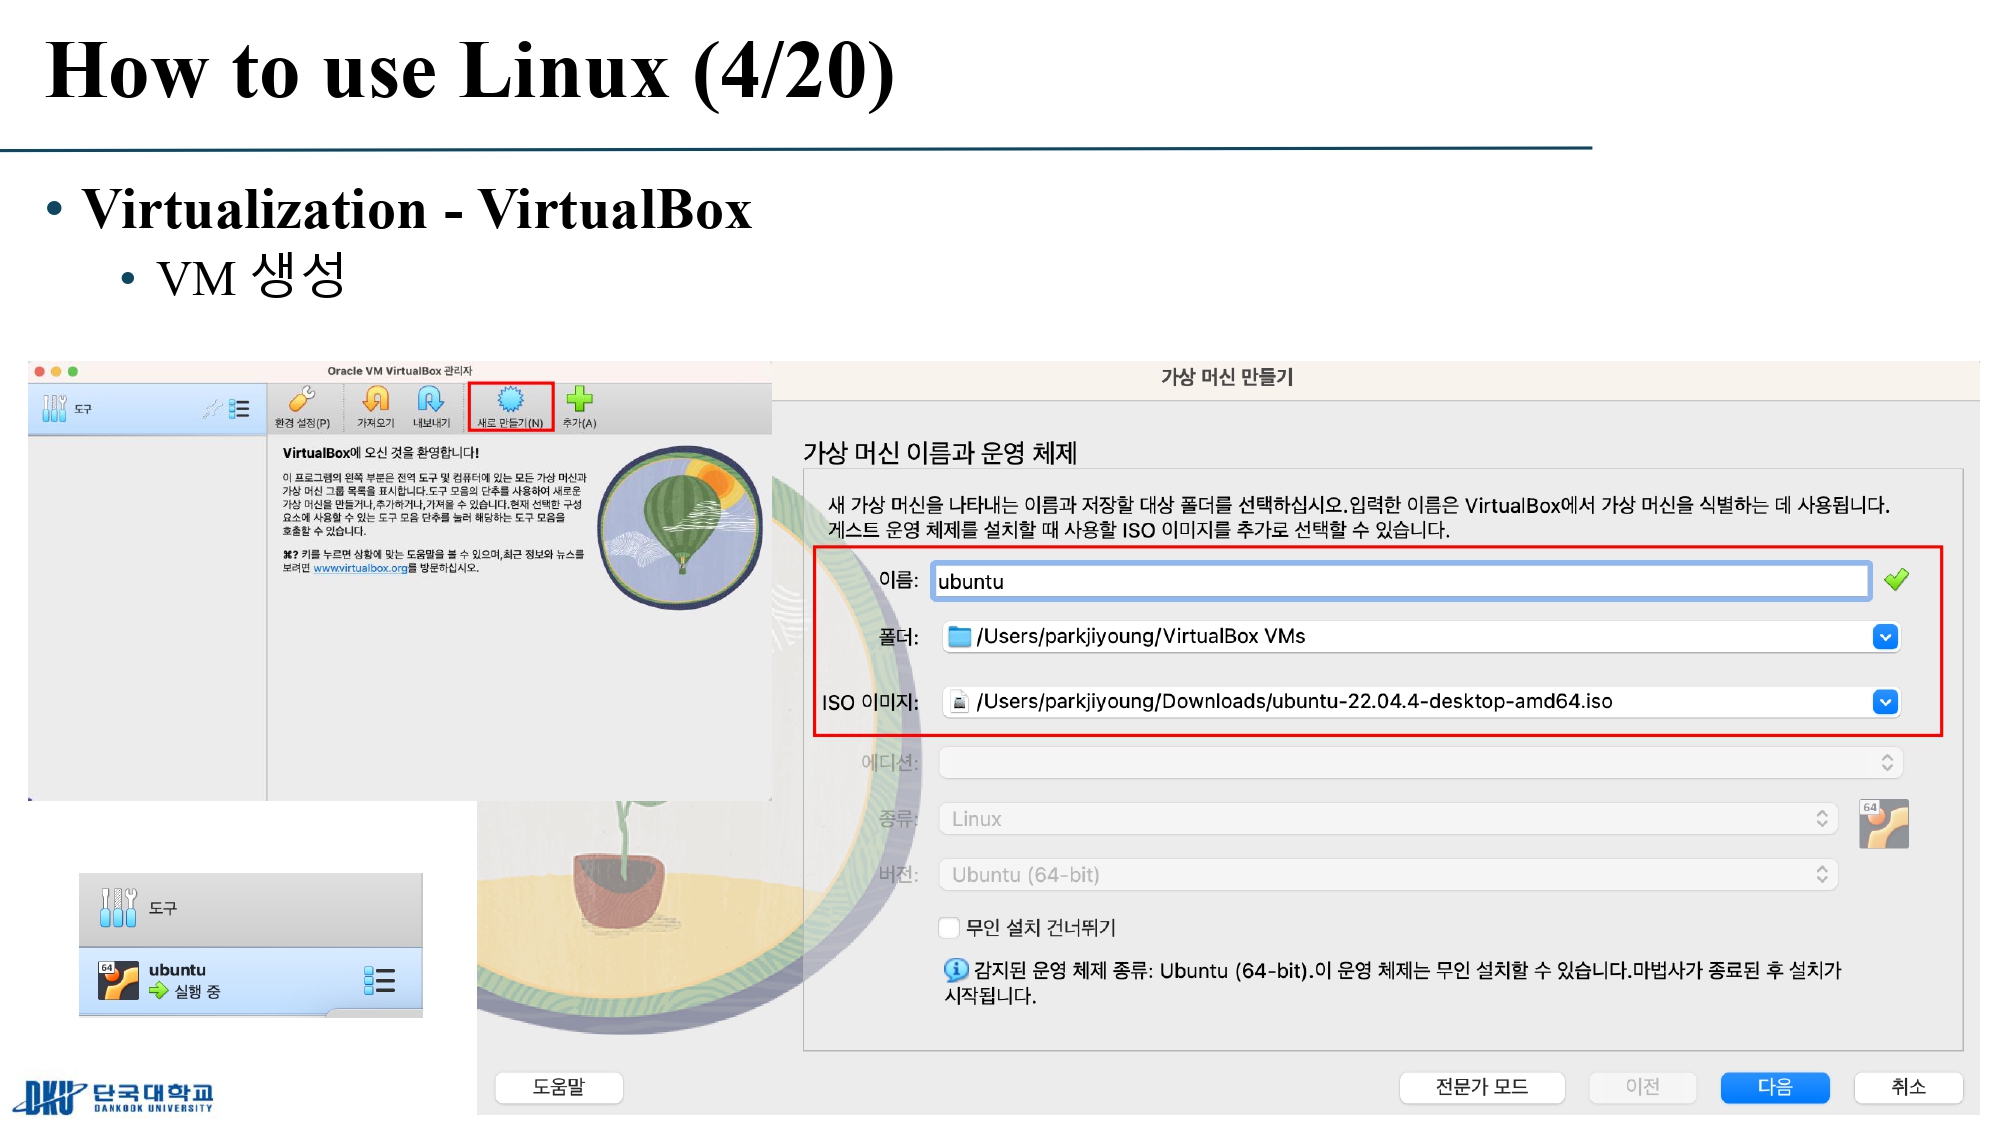 How to use Linux (4/20)
• Virtualization - VirtualBox
• VM 생성
Oracle VM VirtualBox 관리자
도구
환경 설정(P)
가져오기
내보내기
새로 만들기(N)
추가(A)
VirtualBox에 오신 것을 환영합니다!
이 프로그램의 왼쪽 부분은 전역 도구 및 컴퓨터에 있는 모든 가상 머신과
가상 머신 그룹 목록을 표시합니다.도구 모음의 단추를 사용하여 새로운
가상 머신을 만들거나,추가하거나,가져올 수 있습니다.현재 선택한 구성
요소에 사용할 수 있는 도구 모음 단추를 눌러 해당하는 도구 모음을
호출할 수 있습니다.
⌘? 키를 누르면 상황에 맞는 도움말을 볼 수 있으며,최근 정보와 뉴스를
보려면 www.virtualbox.org를 방문하십시오.
가상 머신 만들기
가상 머신 이름과 운영 체제
새 가상 머신을 나타내는 이름과 저장할 대상 폴더를 선택하십시오.입력한 이름은 VirtualBox에서 가상 머신을 식별하는 데 사용됩니다.
게스트 운영 체제를 설치할 때 사용할 ISO 이미지를 추가로 선택할 수 있습니다.
이름: ubuntu
폴더: /Users/parkjiyoung/VirtualBox VMs
ISO 이미지: /Users/parkjiyoung/Downloads/ubuntu-22.04.4-desktop-amd64.iso
에디션:
종류: Linux
64
버전: Ubuntu (64-bit)
무인 설치 건너뛰기
감지된 운영 체제 종류: Ubuntu (64-bit).이 운영 체제는 무인 설치할 수 있습니다.마법사가 종료된 후 설치가
시작됩니다.
도움말
전문가 모드
이전
다음
취소
도구
64
ubuntu
실행 중
DKU 단국대학교
DANKOOK UNIVERSITY